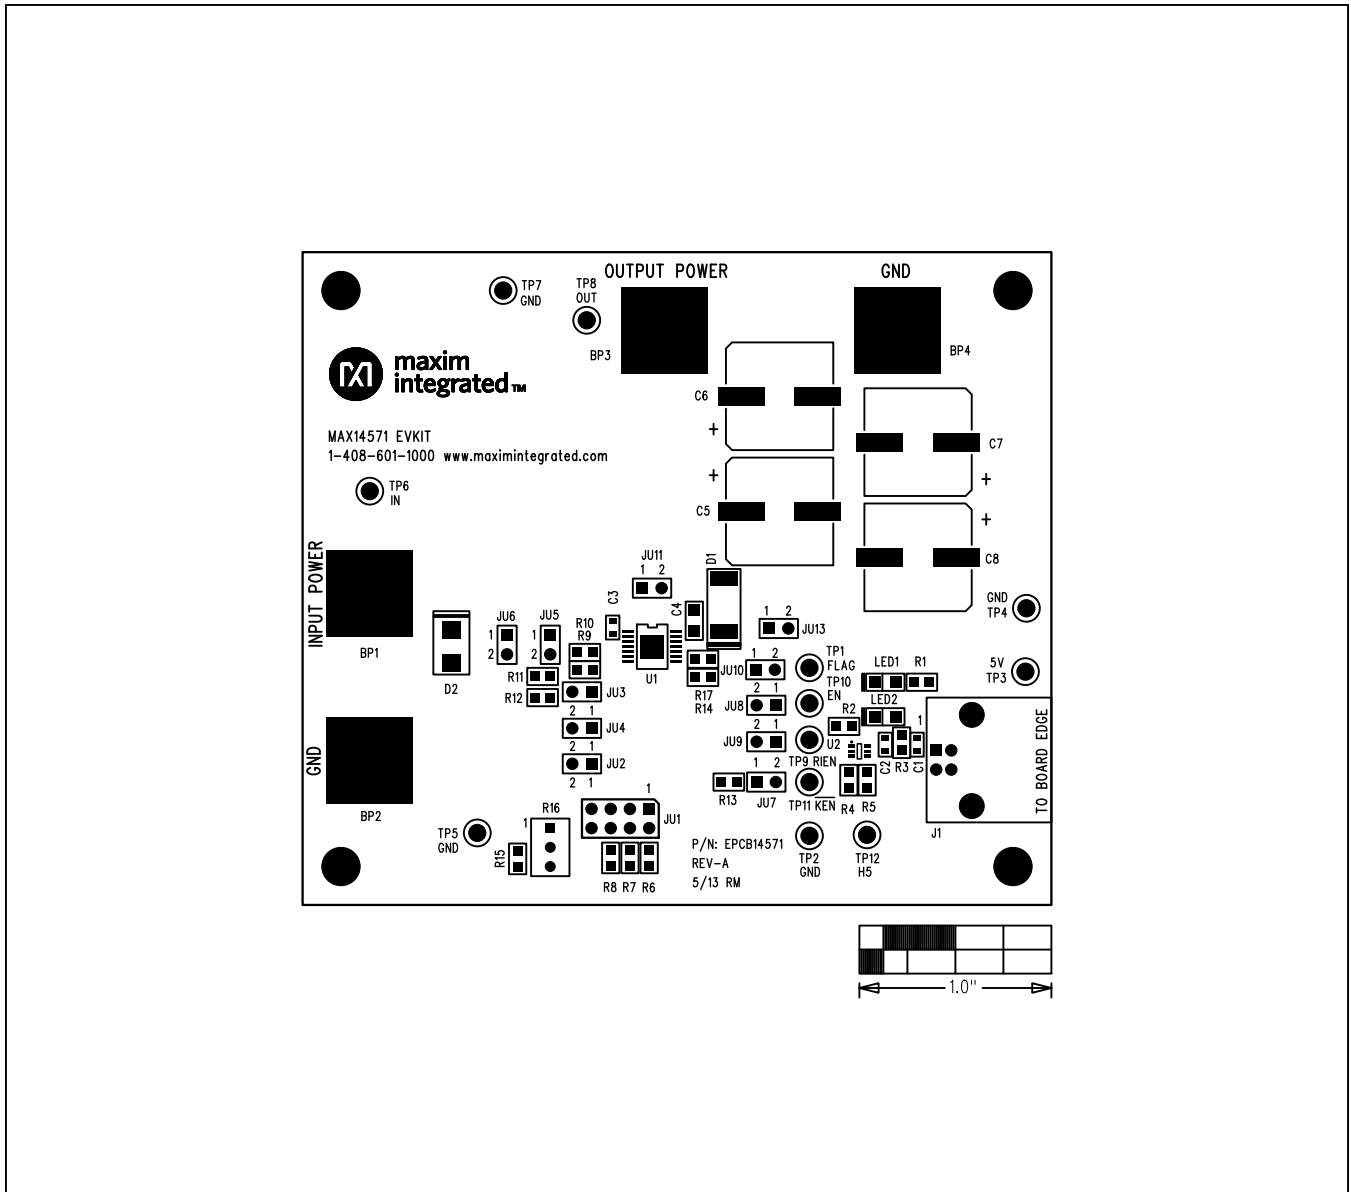 OUTPUT POWER
GND
TP7
GND
TP8
OUT
BP3
BP4
maxim
integrated™
C6
+
C7
+
MAX14571 EVKIT
1-408-601-1000 www.maximintegrated.com
TP6
IN
+
C5
+
C8
INPUT POWER
BP1
D2
JU11
1 2
D1
C3
C4
GND
TP4
1 2
JU13
JU6
1
2
JU5
1
2
R10
R9
R11
R12
U1
R17
R14
2 1
JU3
2 1
JU4
2 1
JU2
1 2
JU10
2 1
JU8
2 1
JU9
1 2
JU7
R13
TP1
FLAG
TP10
EN
TP9 RIEN
TP11 KEN
LED1
R1
LED2
R2
U2
C2
R3
C1
1
R4
R5
5V
TP3
TO BOARD EDGE
J1
GND
BP2
TP5
GND
R16
1
R15
1
JU1
R8 R7 R6
P/N: EPCB14571
REV-A
5/13 RM
TP2
GND
TP12
H5
1.0"